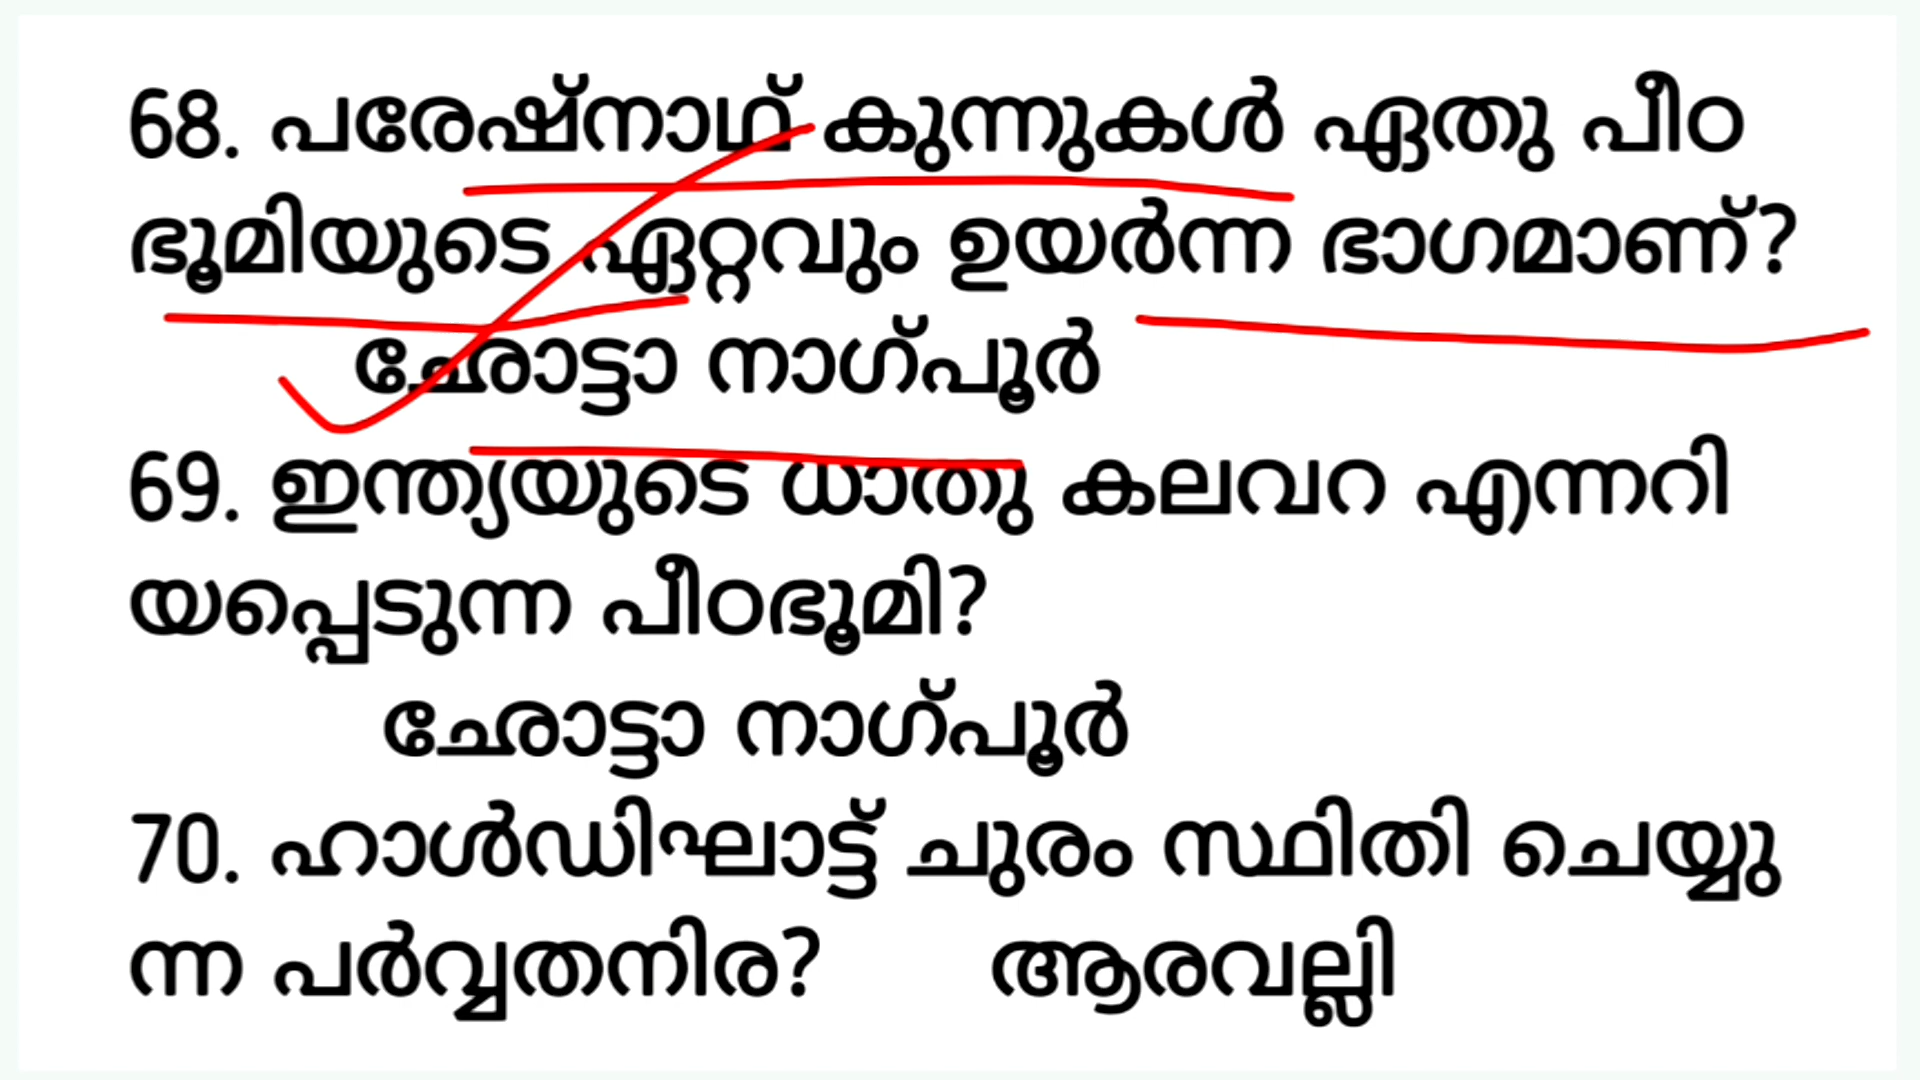 68. പരേഷ്നാഥ് കുന്നുകൾ ഏതു പീഠ
ഭൂമിയുടെ ഏറ്റവും ഉയർന്ന ഭാഗമാണ്?
ഛോട്ടാ നാഗ്പൂർ
69. ഇന്ത്യയുടെ ധാതു കലവറ എന്നറി
യപ്പെടുന്ന പീഠഭൂമി?
ഛോട്ടാ നാഗ്പൂർ
70. ഹാൾഡിഘാട്ട് ചുരം സ്ഥിതി ചെയ്യു
ന്ന പർവ്വതനിര? ആരവല്ലി